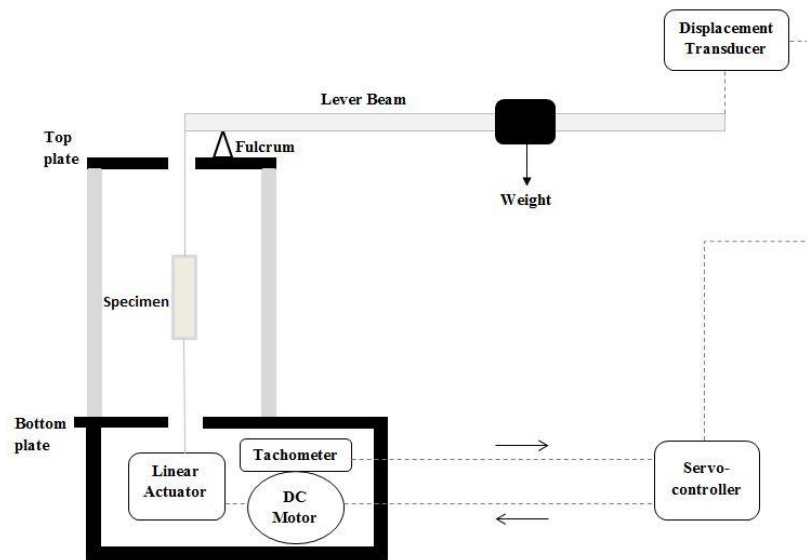 Displacement
Transducer
Lever Beam
Top
plate
Fulcrum
Weight
Specimen
Bottom
plate
Tachometer
Linear
Actuator
DC
Motor
Servo-
controller